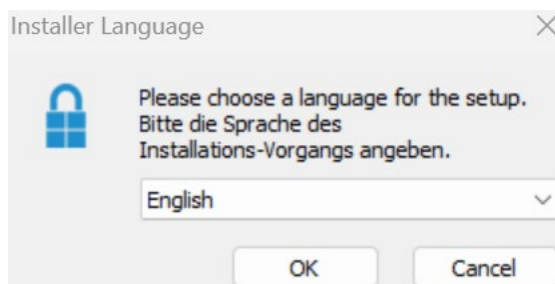 Installer Language
Please choose a language for the setup.
Bitte die Sprache des
Installations-Vorgangs angeben.
English
OK
Cancel